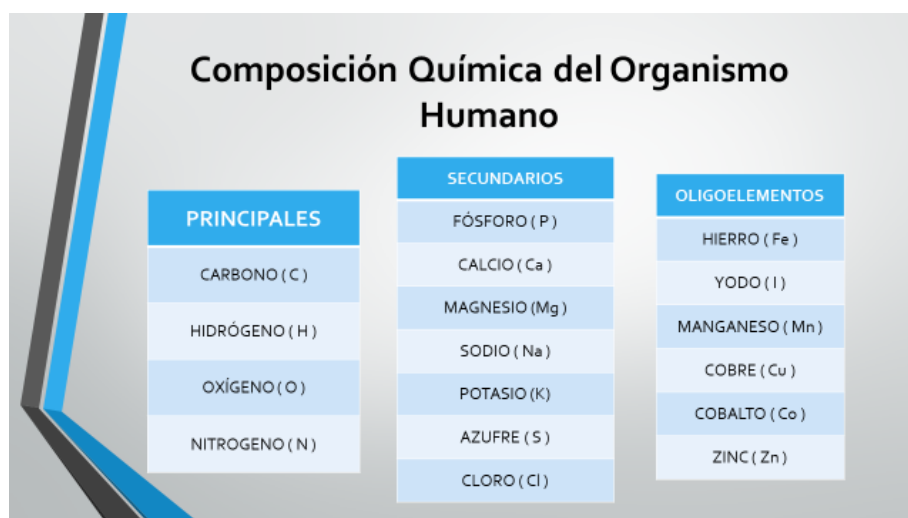 Composición Química del Organismo
Humano
PRINCIPALES
CARBONO ( C )
HIDRÓGENO ( H )
OXÍGENO ( O )
NITROGENO ( N )
SECUNDARIOS
FÓSFORO ( P )
CALCIO ( Ca )
MAGNESIO (Mg )
SODIO ( Na )
POTASIO (K)
AZUFRE ( S )
CLORO ( Cl )
OLIGOELEMENTOS
HIERRO ( Fe )
YODO ( I )
MANGANESO ( Mn )
COBRE ( Cu )
COBALTO ( Co )
ZINC ( Zn )